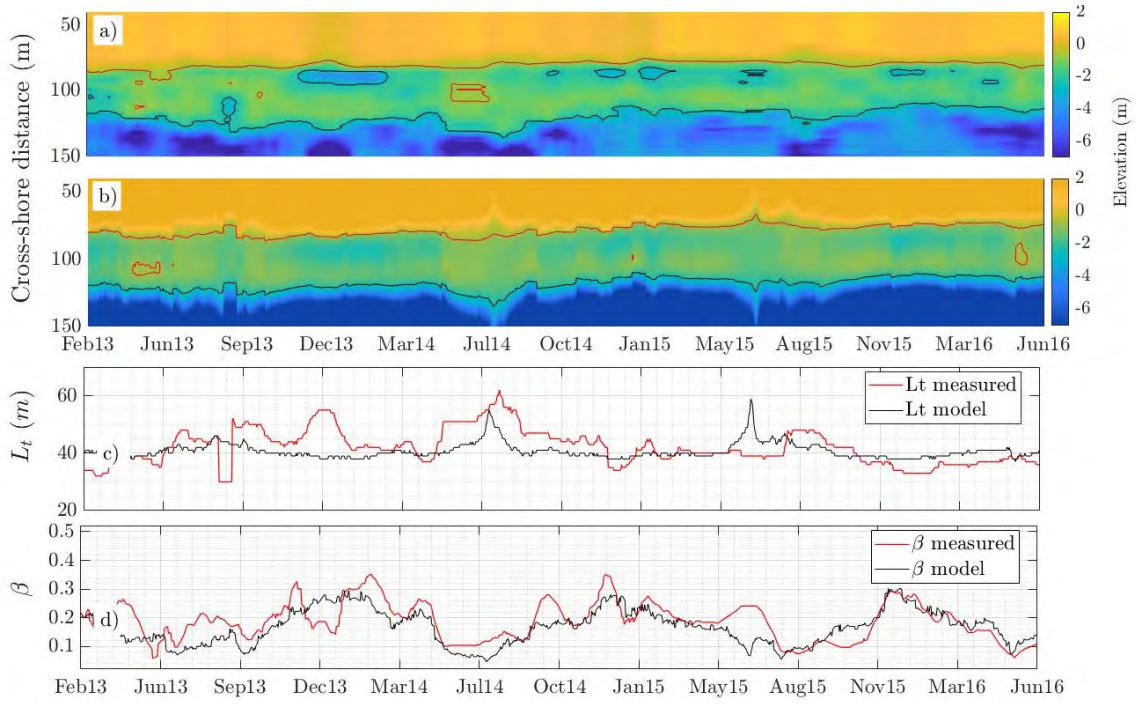 a)
50
100
150
2
0
-2
-4
-6
b)
50
100
150
2
0
-2
-4
-6
Cross-shore distance (m)
Elevation (m)
Feb13 Jun13 Sep13 Dec13 Mar14 Jul14 Oct14 Jan15 May15 Aug15 Nov15 Mar16 Jun16
60
40
20
Lt (m)
c)
Lt measured
Lt model
0.5
0.4
0.3
0.2
0.1
β
d)
β measured
β model
Feb13 Jun13 Sep13 Dec13 Mar14 Jul14 Oct14 Jan15 May15 Aug15 Nov15 Mar16 Jun16